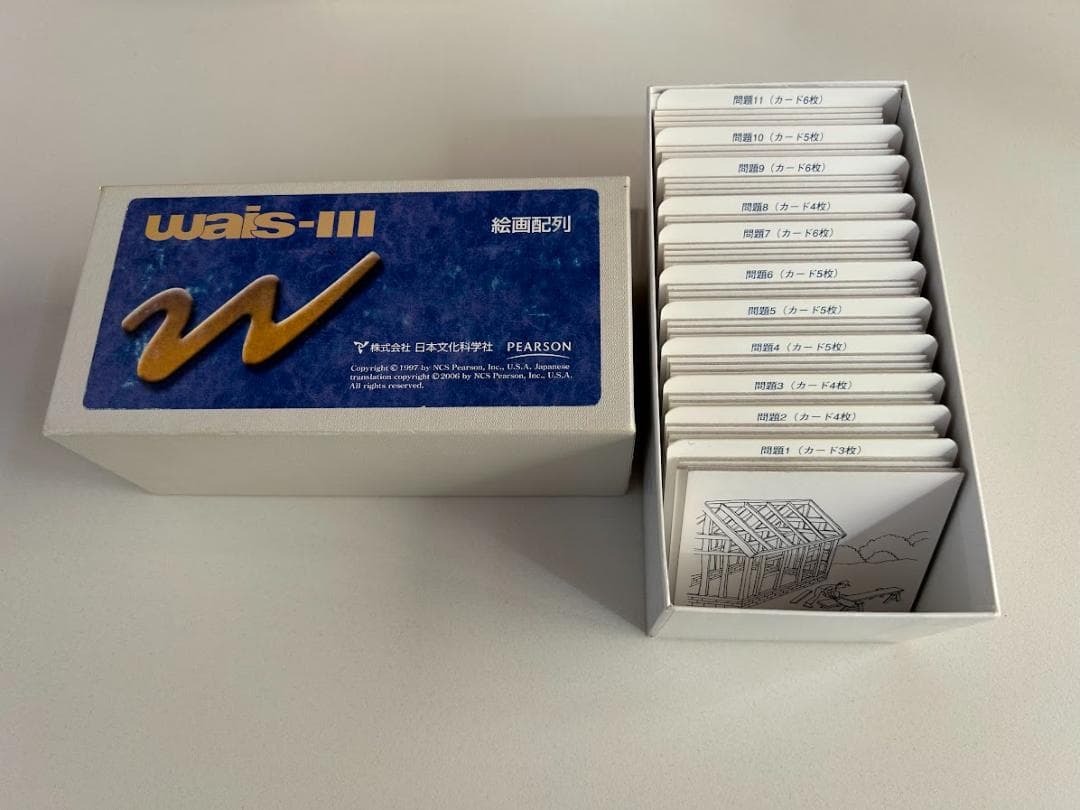 wais-III
絵画配列
株式会社 日本文化科学社 PEARSON
Copyright © 1997 by NCS Pearson, Inc., U.S.A. Japanese
translation copyright © 2006 by NCS Pearson, Inc., U.S.A.
All rights reserved.
問題11（カード6枚）
問題10（カード5枚）
問題9（カード6枚）
問題8（カード4枚）
問題7（カード6枚）
問題6（カード5枚）
問題5（カード5枚）
問題4（カード5枚）
問題3（カード4枚）
問題2（カード4枚）
問題1（カード3枚）